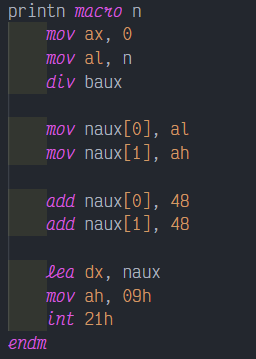 printn macro n
mov ax, 0
mov al, n
div baux
mov naux[0], al
mov naux[1], ah
add naux[0], 48
add naux[1], 48
lea dx, naux
mov ah, 09h
int 21h
endm